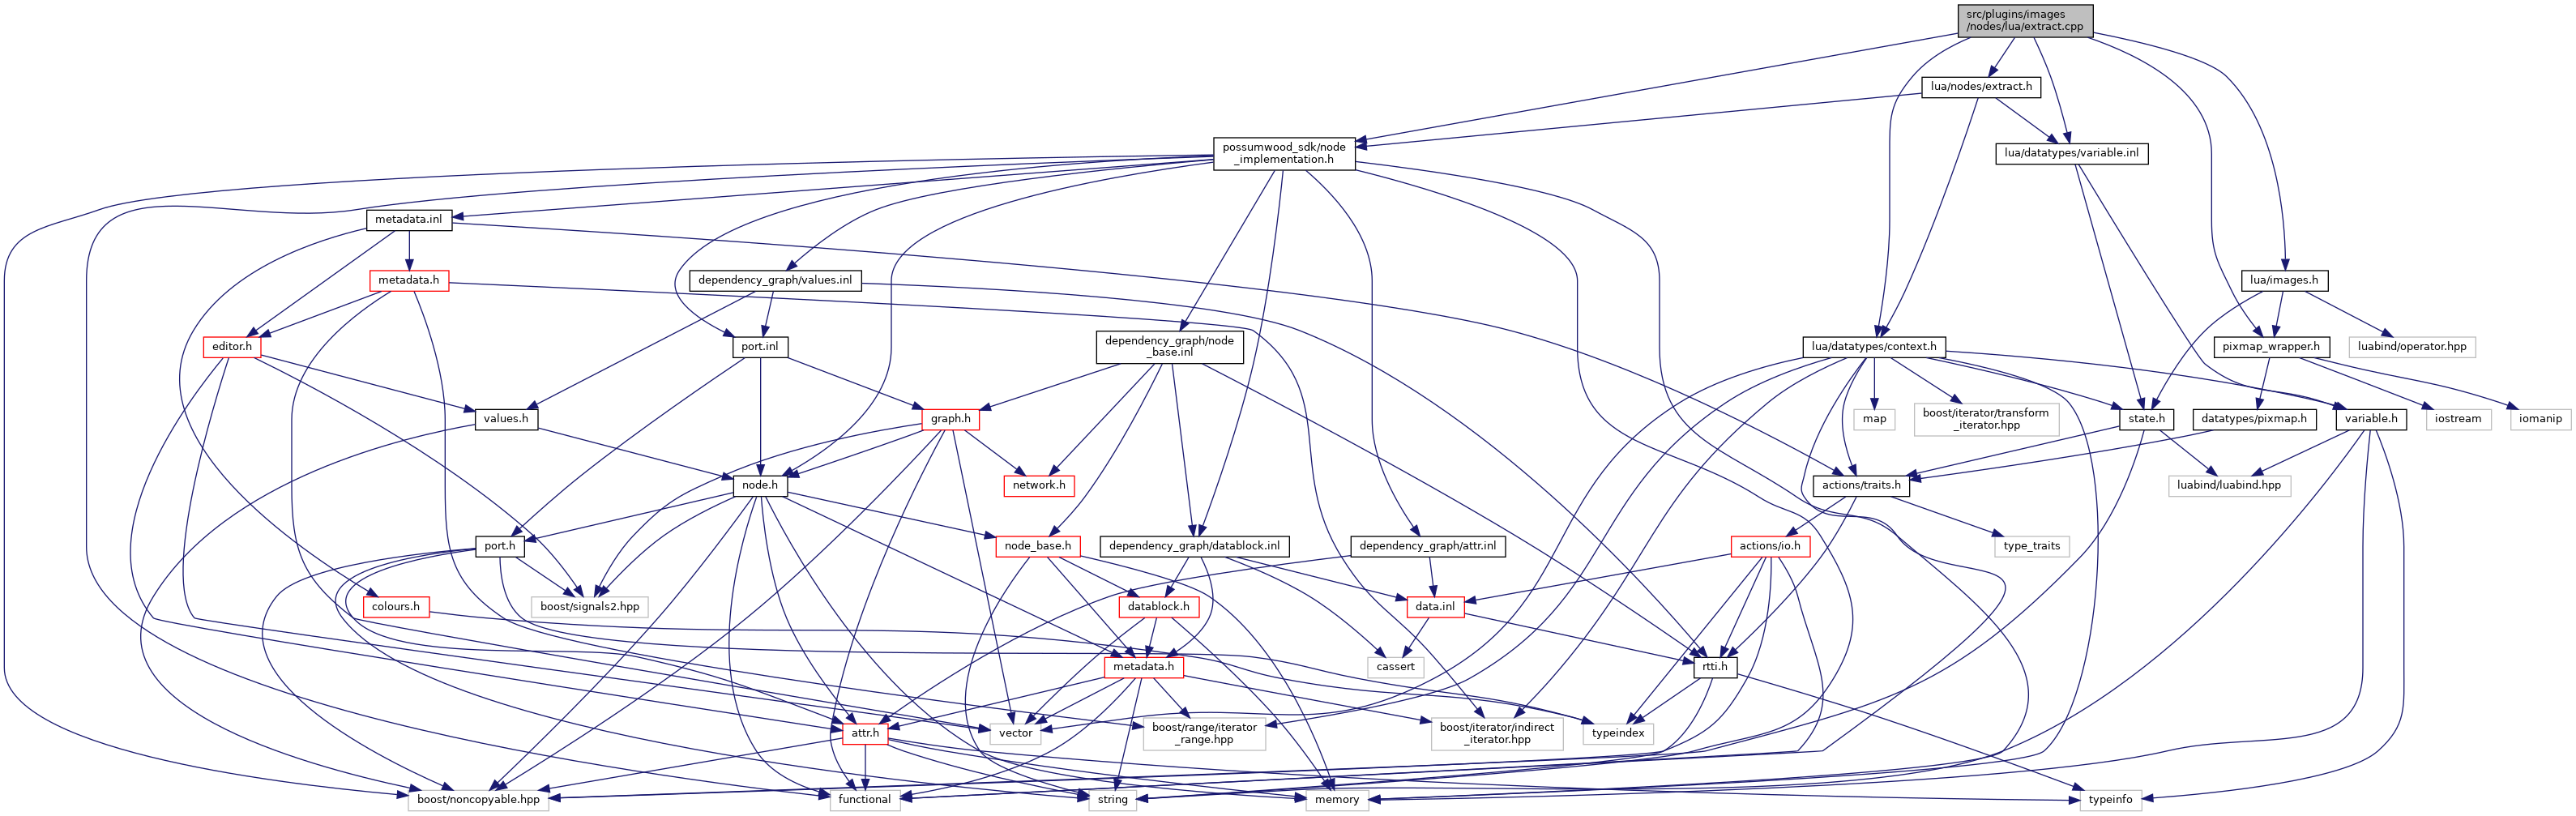 src/plugins/images
/nodes/lua/extract.cpp
lua/nodes/extract.h
possumwood_sdk/node
_implementation.h
lua/datatypes/variable.inl
metadata.inl
metadata.h
dependency_graph/values.inl
lua/images.h
editor.h
port.inl
dependency_graph/node
_base.inl
lua/datatypes/context.h
pixmap_wrapper.h
luabind/operator.hpp
values.h
graph.h
map
boost/iterator/transform
_iterator.hpp
state.h
datatypes/pixmap.h
variable.h
iostream
iomanip
node.h
network.h
actions/traits.h
luabind/luabind.hpp
port.h
node_base.h
dependency_graph/datablock.inl
dependency_graph/attr.inl
actions/io.h
type_traits
colours.h
boost/signals2.hpp
datablock.h
data.inl
metadata.h
cassert
rtti.h
attr.h
vector
boost/range/iterator
_range.hpp
boost/iterator/indirect
_iterator.hpp
typeindex
boost/noncopyable.hpp
functional
string
memory
typeinfo